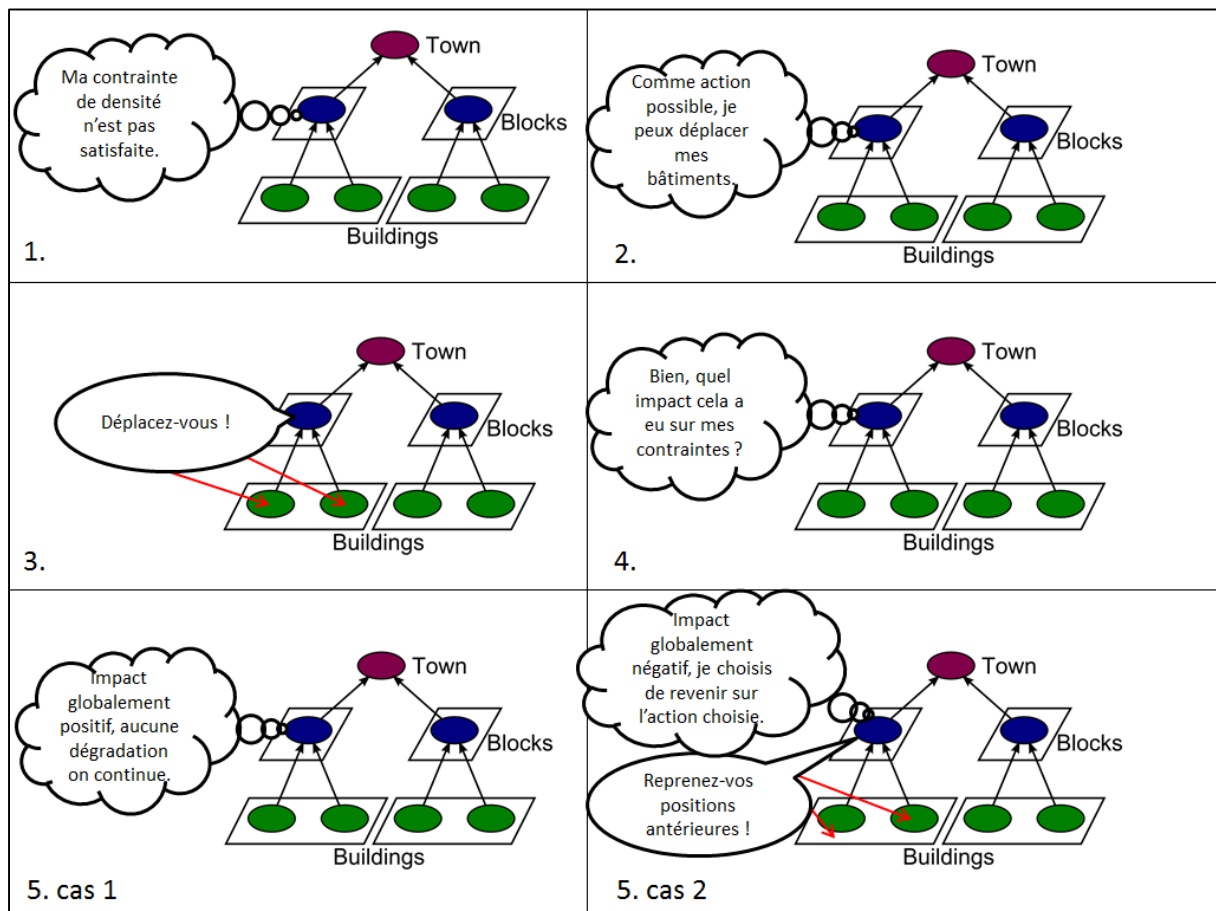 Ma contrainte
de densité
n'est pas
satisfaite.
Town
Blocks
Buildings
1.
Comme action
possible, je
peux déplacer
mes
bâtiments.
Town
Blocks
Buildings
2.
Déplacez-vous !
Town
Blocks
Buildings
3.
Bien, quel
impact cela a
eu sur mes
contraintes ?
Town
Blocks
Buildings
4.
Impact
globalement
positif, aucune
dégradation
on continue.
Town
Blocks
Buildings
5. cas 1
Impact
globalement
négatif, je choisis
de revenir sur
l'action choisie.
Town
Blocks
Reprenez-vos
positions
antérieures !
Buildings
5. cas 2